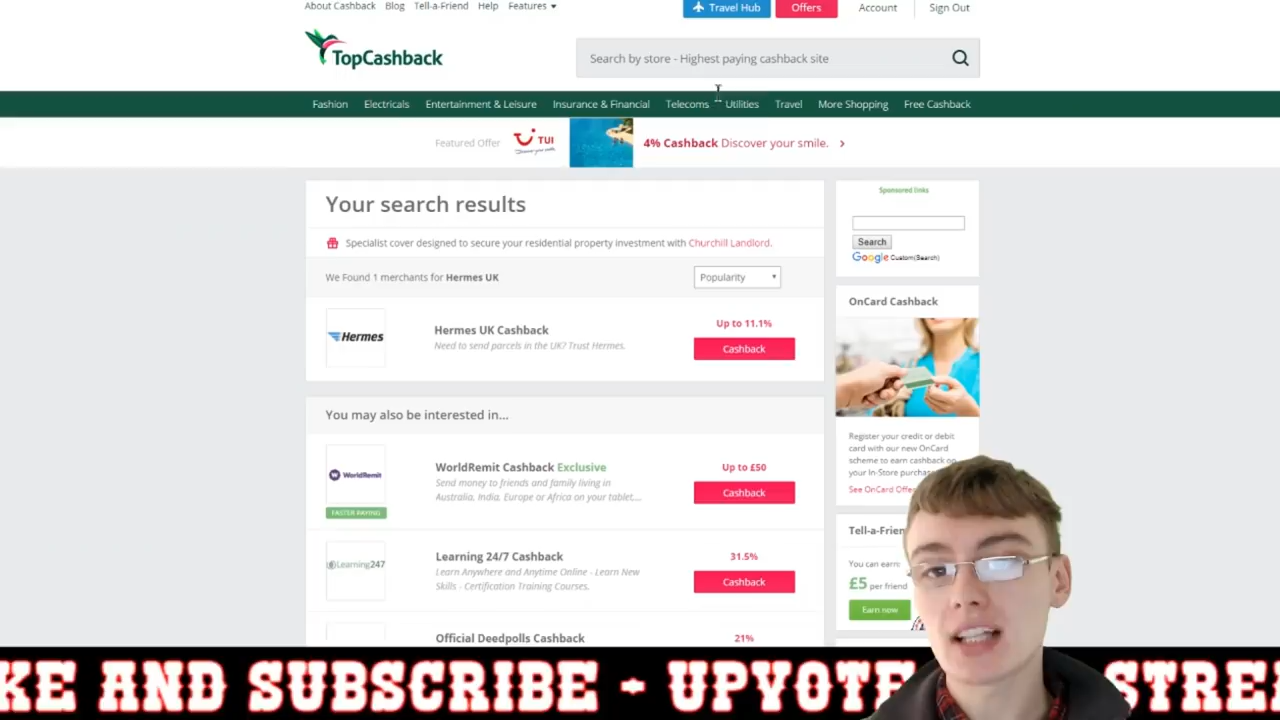 About Cashback Blog Tell-a-Friend Help Features
Travel Hub Offers Account Sign Out
TopCashback
Search by store - Highest paying cashback site
Fashion Electricals Entertainment & Leisure Insurance & Financial Telecoms Utilities Travel More Shopping Free Cashback
Featured Offer TUI 4% Cashback Discover your smile.
Your search results
Specialist cover designed to secure your residential property investment with Churchill Landlord.
We Found 1 merchants for Hermes UK
Popularity
Hermes
Hermes UK Cashback
Need to send parcels in the UK? Trust Hermes.
Up to 11.1%
Cashback
You may also be interested in...
WorldRemit
FASTER PAYING
WorldRemit Cashback Exclusive
Send money to friends and family living in
Australia, India, Europe or Africa on your tablet,...
Up to £50
Cashback
Learning247
Learning 24/7 Cashback
Learn Anywhere and Anytime Online - Learn New
Skills - Certification Training Courses.
31.5%
Cashback
Official Deedpolls Cashback
21%
Sponsored links
Search
Google Custom(Search)
OnCard Cashback
Register your credit or debit
card with our new OnCard
scheme to earn cashback on
your In-Store purchas
See OnCard Offe
Tell-a-Frien
You can earn:
£5 per friend
Earn now
KE AND SUBSCRIBE - UPVOTE STREA